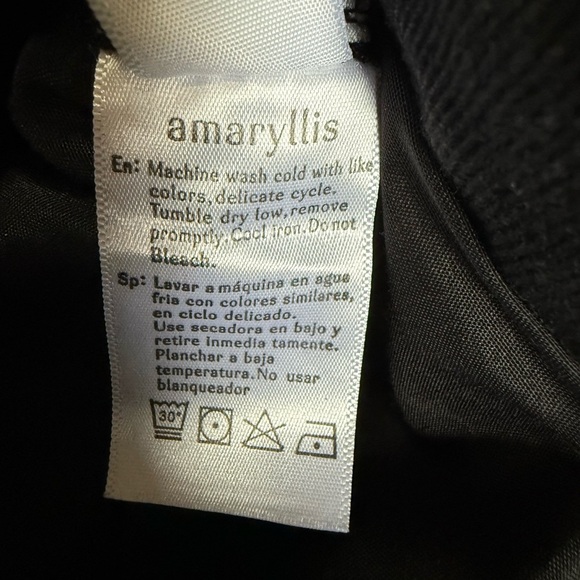 amaryllis
En: Machine wash cold with like
colors, delicate cycle.
Tumble dry low, remove
promptly. Cool iron. Do not
Bleach.
Sp: Lavar a máquina en agua
fria con colores similares,
en ciclo delicado.
Use secadora en bajo y
retire inmedia tamente.
Planchar a baja
temperatura. No usar
blanqueador
30°